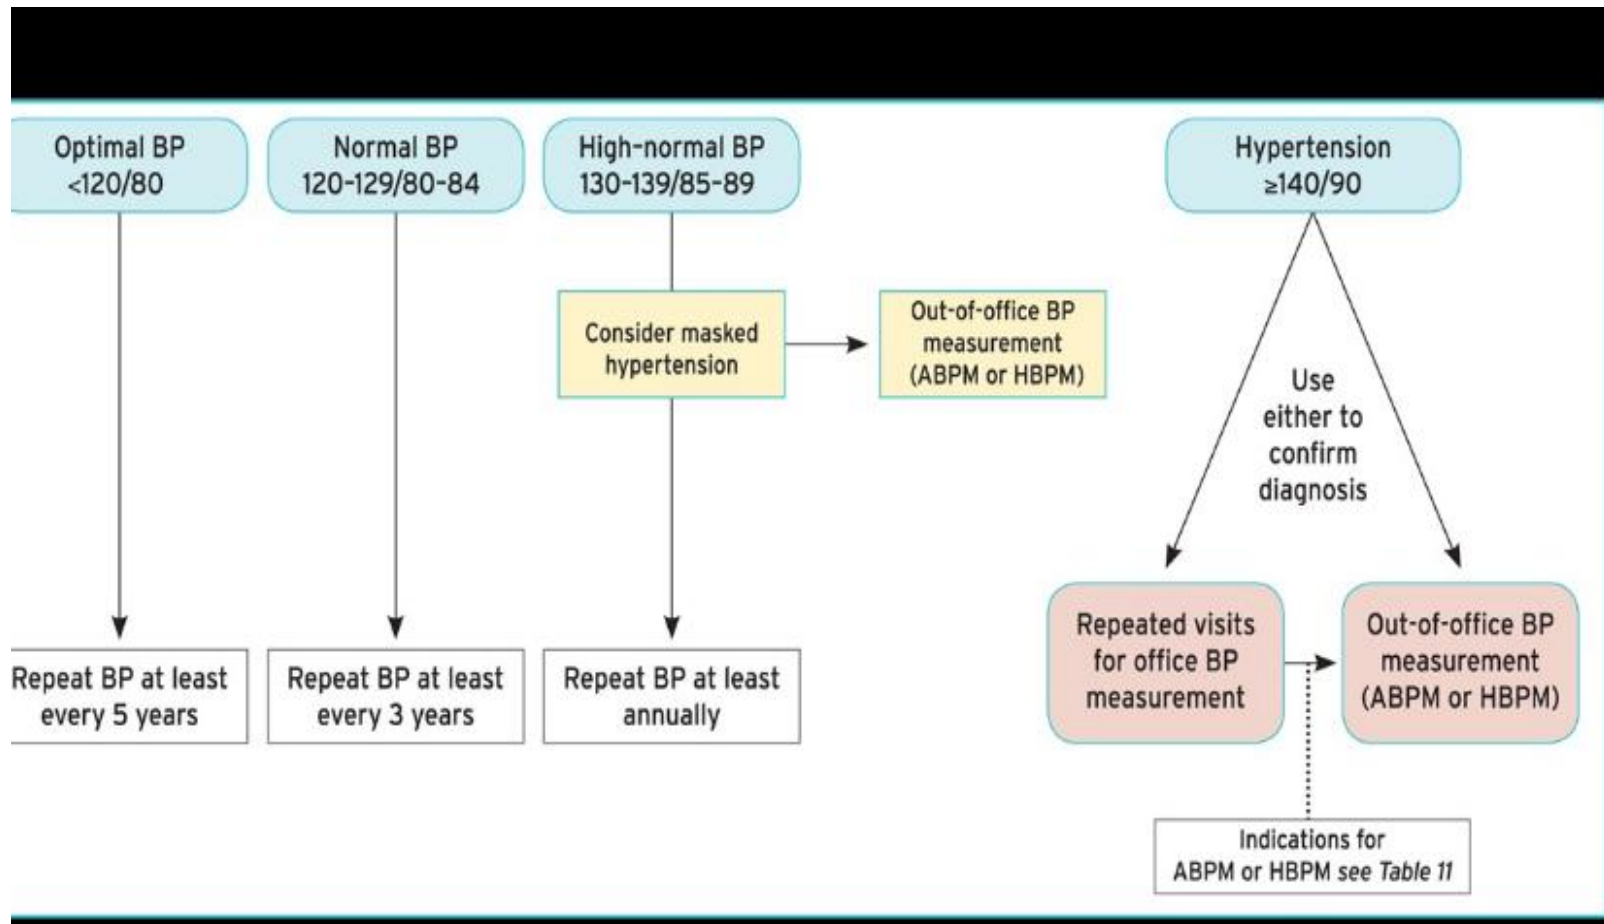 Optimal BP
<120/80
Normal BP
120-129/80-84
High-normal BP
130-139/85-89
Hypertension
≥140/90
Consider masked
hypertension
Out-of-office BP
measurement
(ABPM or HBPM)
Use
either to
confirm
diagnosis
Repeat BP at least
every 5 years
Repeat BP at least
every 3 years
Repeat BP at least
annually
Repeated visits
for office BP
measurement
Out-of-office BP
measurement
(ABPM or HBPM)
Indications for
ABPM or HBPM see Table 11